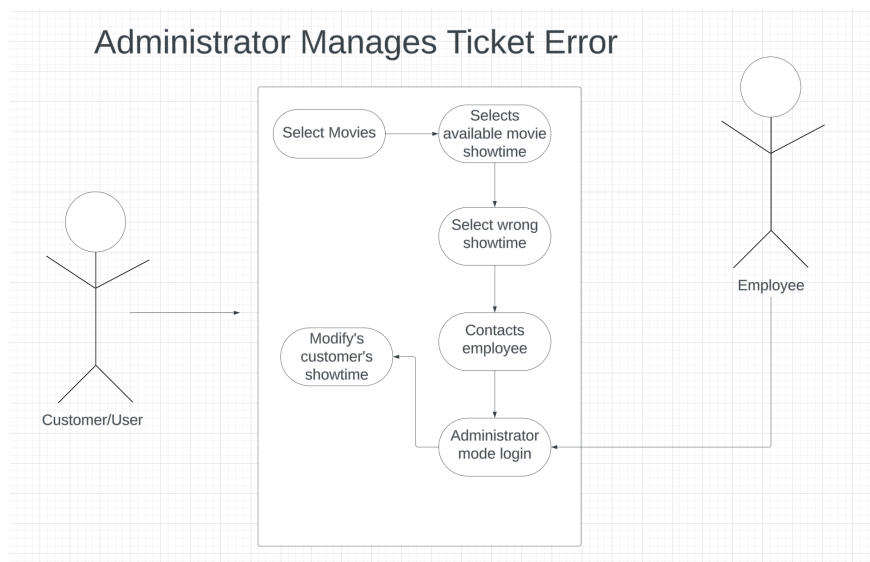 Administrator Manages Ticket Error
Select Movies
Selects
available movie
showtime
Select wrong
showtime
Contacts
employee
Modify's
customer's
showtime
Administrator
mode login
Customer/User
Employee